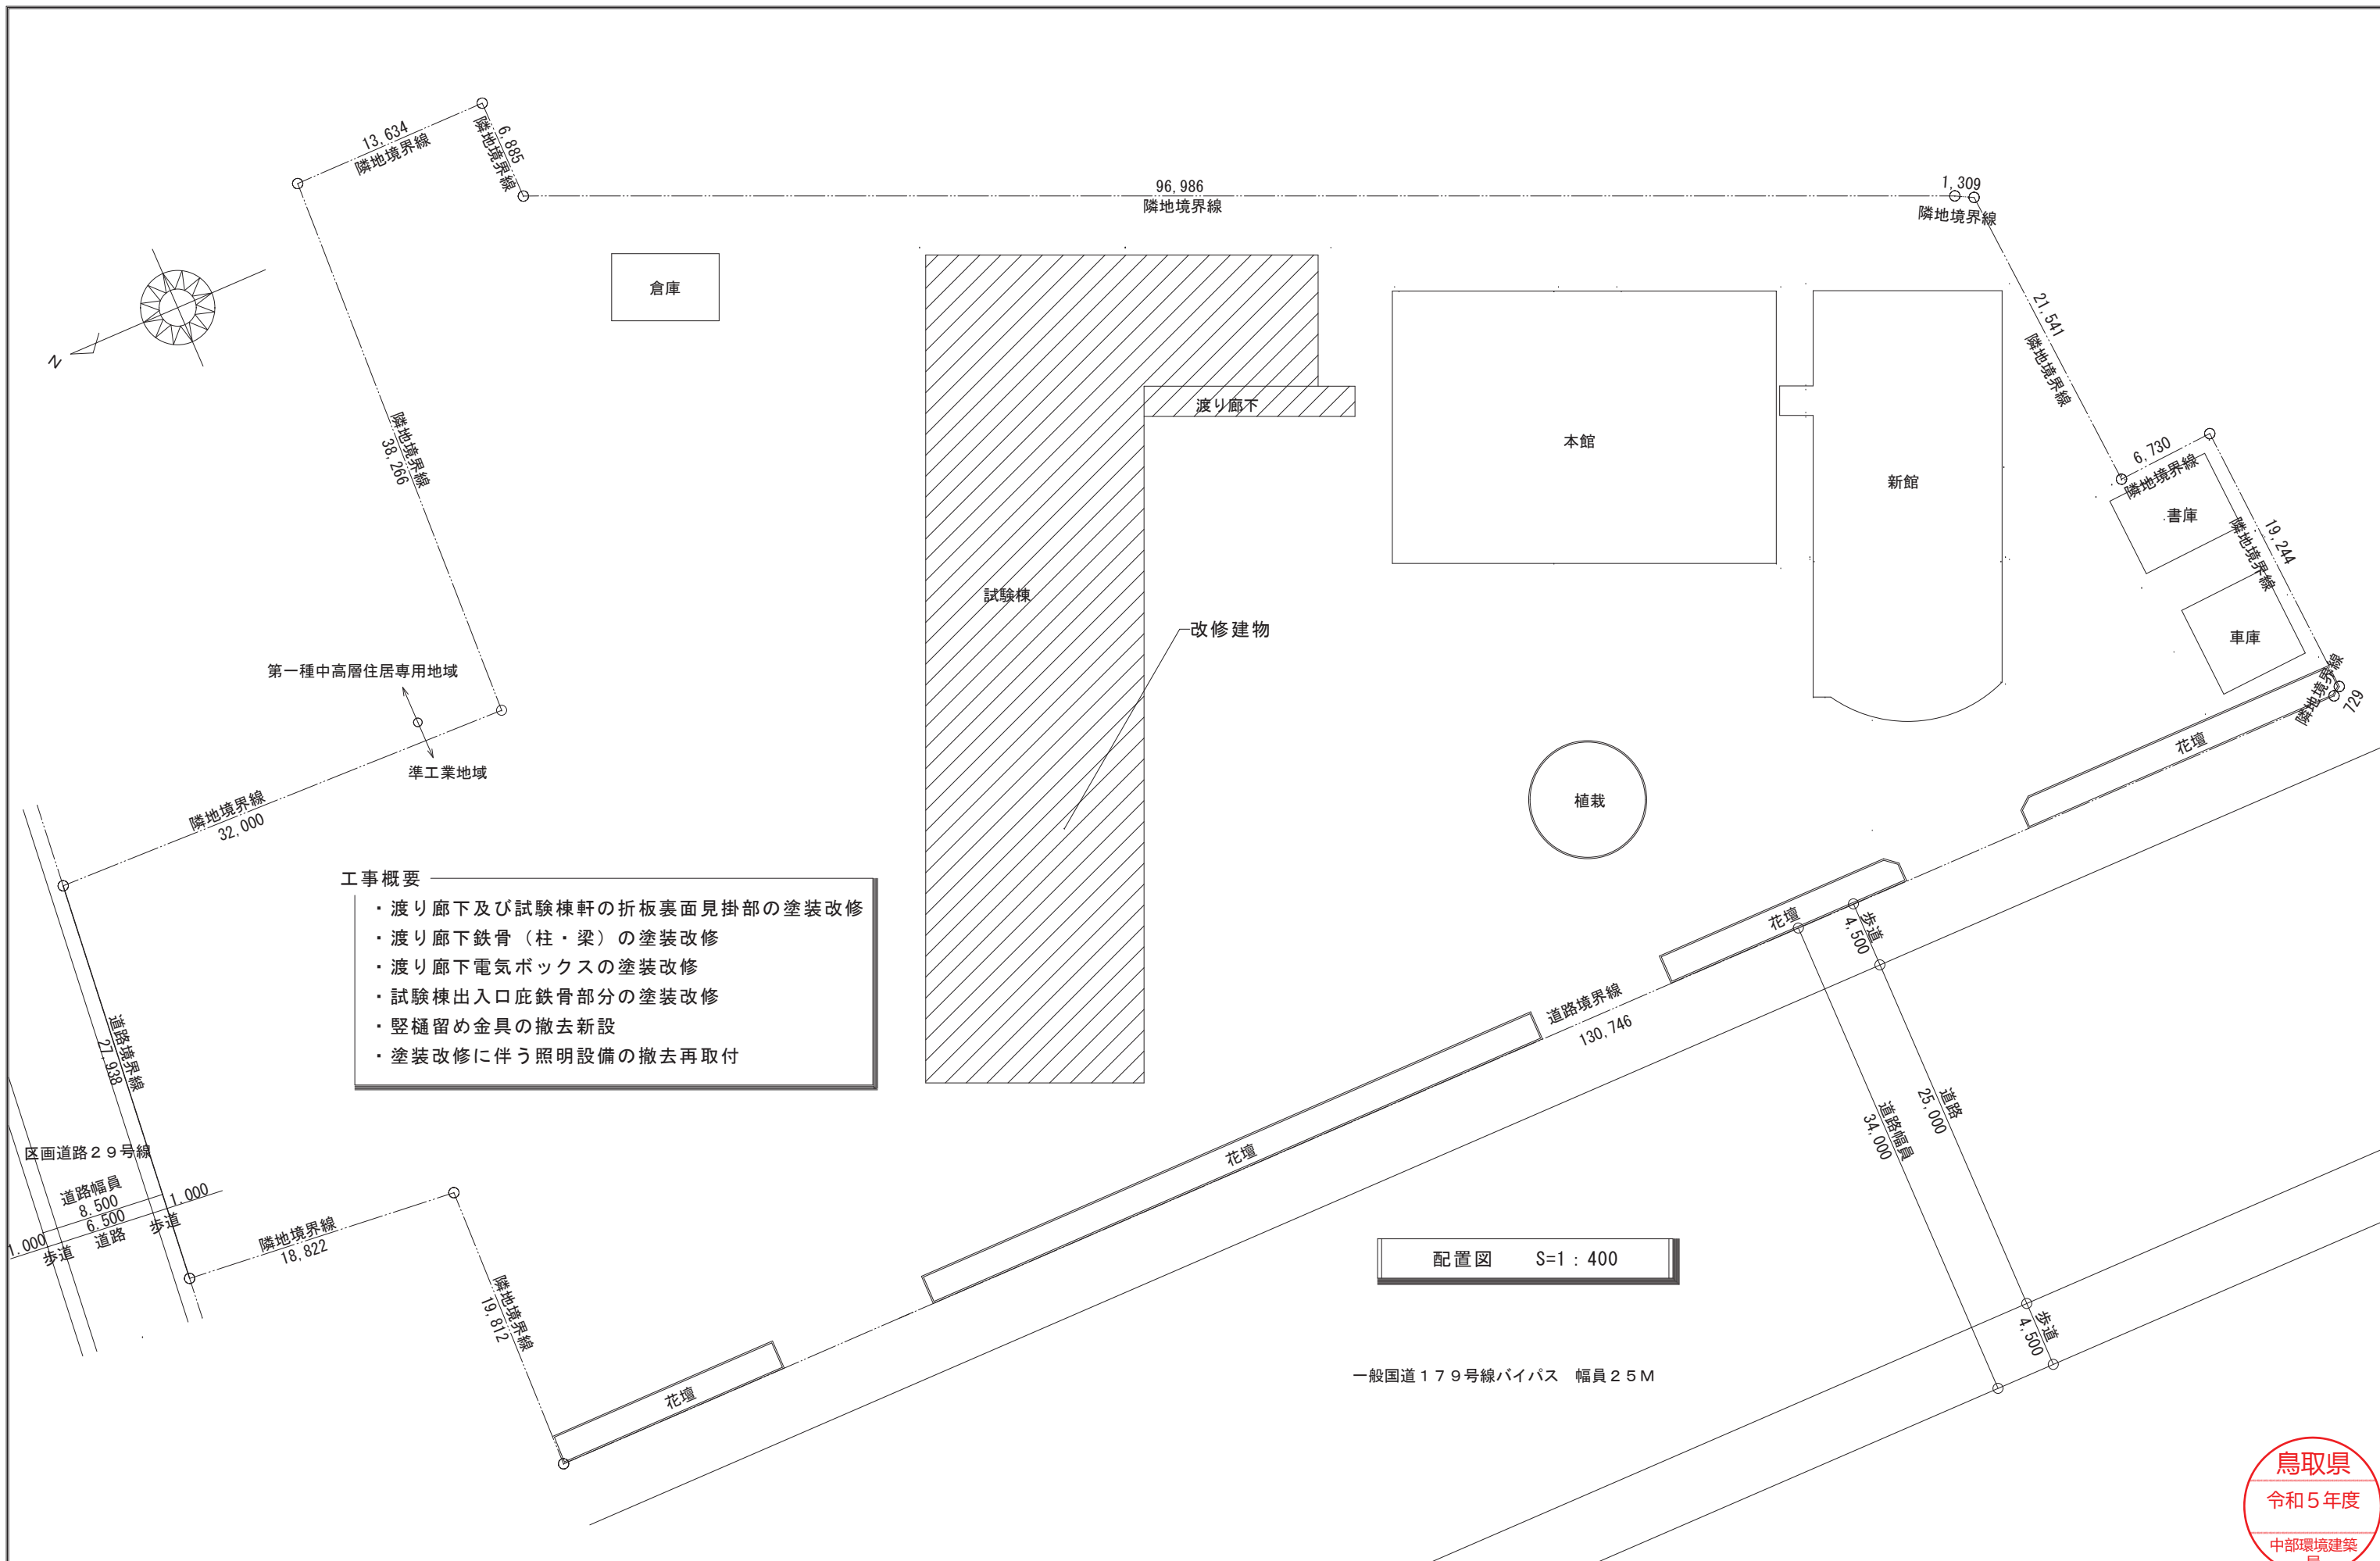 13,634
隣地境界線
6,885
隣地境界線
96,986
隣地境界線
1,309
隣地境界線
N
倉庫
21,541
隣地境界線
渡り廊下
本館
新館
隣地境界線
38,266
6,730
隣地境界線
書庫
19,244
隣地境界線
試験棟
改修建物
車庫
第一種中高層住居専用地域
準工業地域
隣地境界線
729
花壇
隣地境界線
32,000
植栽
工事概要
・渡り廊下及び試験棟軒の折板裏面見掛部の塗装改修
・渡り廊下鉄骨（柱・梁）の塗装改修
・渡り廊下電気ボックスの塗装改修
・試験棟出入口庇鉄骨部分の塗装改修
・竪樋留め金具の撤去新設
・塗装改修に伴う照明設備の撤去再取付
花壇
歩道
4,500
道路境界線
130,746
道路境界線
27,938
道路
25,000
道路幅員
34,000
区画道路２９号線
花壇
道路幅員
8.500
1.000
6.500
1.000
歩道
道路
歩道
隣地境界線
18,822
配置図 S=1：400
隣地境界線
19,812
歩道
4,500
花壇
一般国道１７９号線バイパス 幅員２５Ｍ
鳥取県
令和５年度
中部環境建築
局